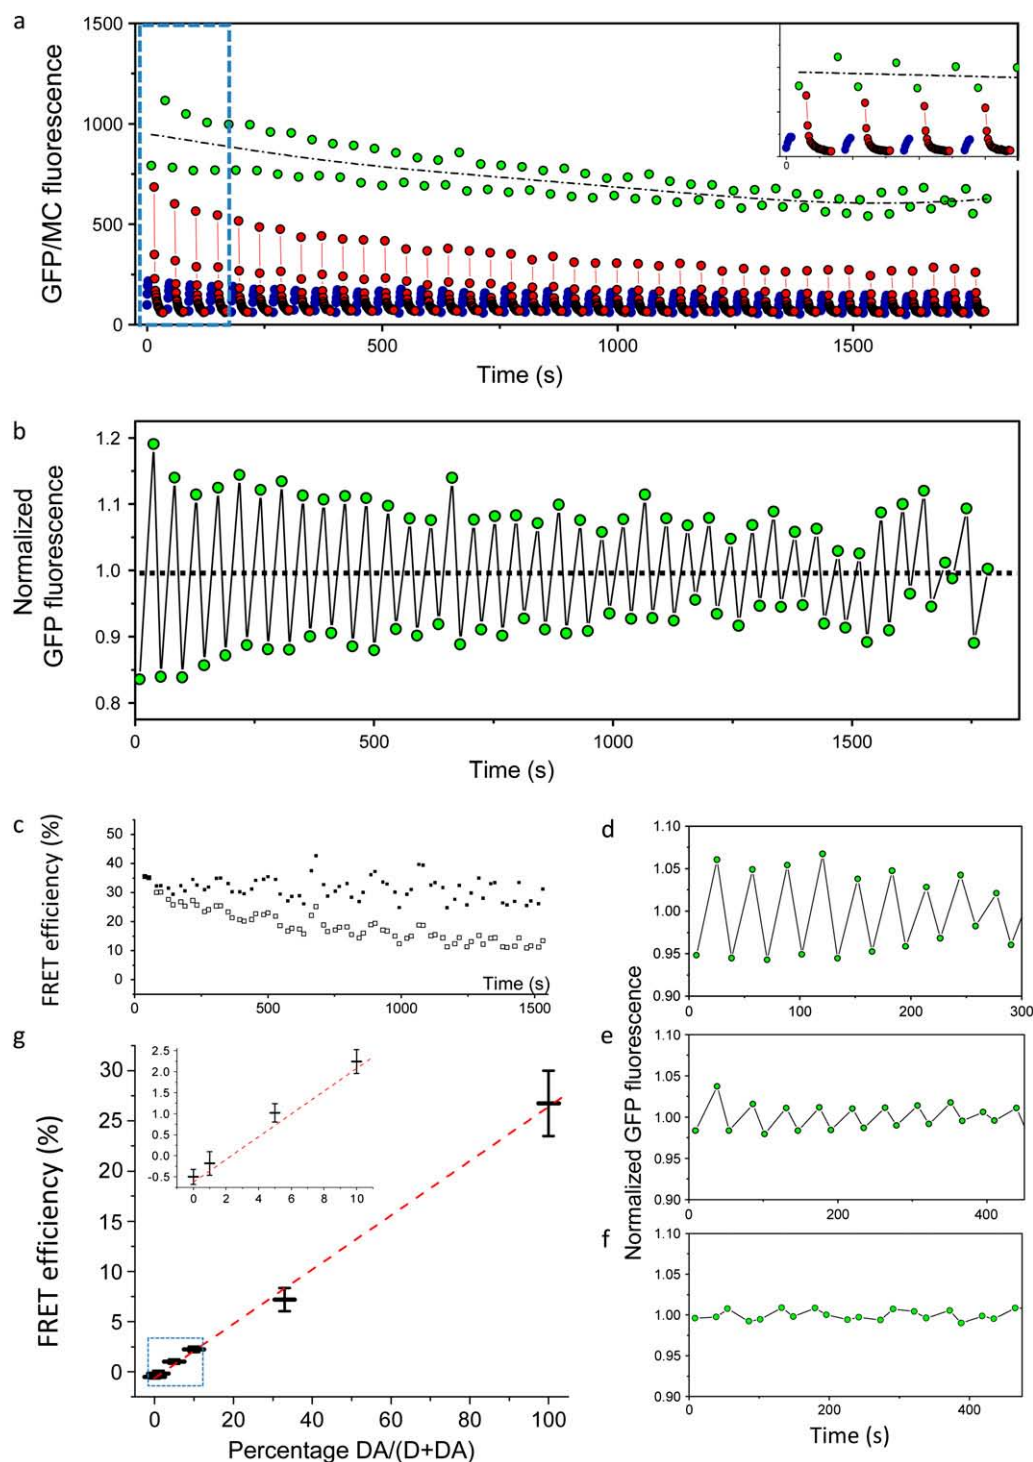 a
GFP/MC fluorescence
1500
1000
500
0
0 500 1000 1500
Time (s)
0
b
Normalized
GFP fluorescence
1.2
1.1
1.0
0.9
0.8
0 500 1000 1500
Time (s)
c
FRET efficiency (%)
50
40
30
20
10
0
Time (s)
0 500 1000 1500
d
1.10
1.05
1.00
0.95
0.90
0 100 200 300
Normalized GFP fluorescence
e
1.10
1.05
1.00
0.95
0.90
0 200 400
f
1.10
1.05
1.00
0.95
0.90
0 200 400
Time (s)
g
FRET efficiency (%)
30
25
20
15
10
5
0
0 20 40 60 80 100
Percentage DA/(D+DA)
2.5
2.0
1.5
1.0
0.5
0.0
-0.5
0 2 4 6 8 10